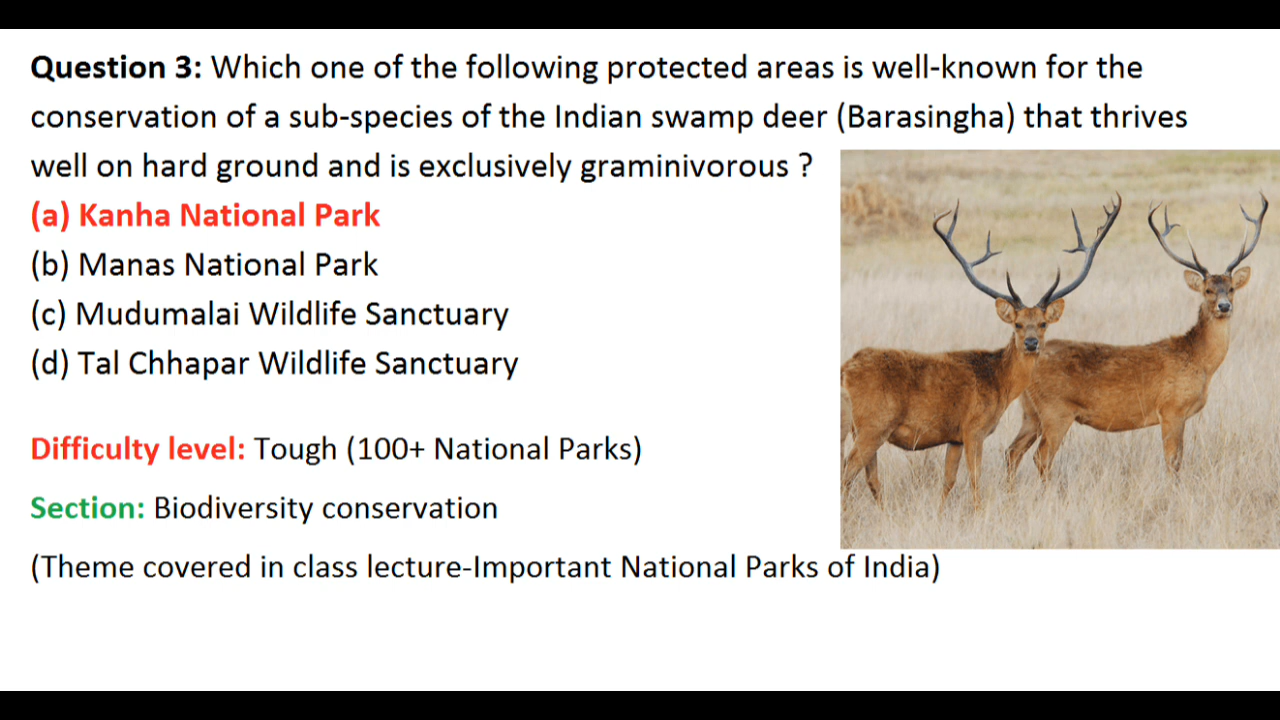 Question 3: Which one of the following protected areas is well-known for the
conservation of a sub-species of the Indian swamp deer (Barasingha) that thrives
well on hard ground and is exclusively graminivorous ?
(a) Kanha National Park
(b) Manas National Park
(c) Mudumalai Wildlife Sanctuary
(d) Tal Chhapar Wildlife Sanctuary
Difficulty level: Tough (100+ National Parks)
Section: Biodiversity conservation
(Theme covered in class lecture-Important National Parks of India)